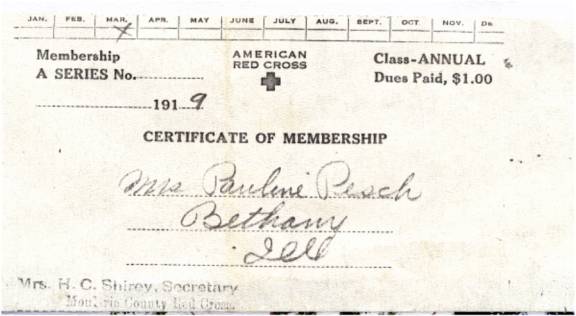 JAN. FEB. MAR. APR. MAY JUNE JULY AUG. SEPT. OCT NOV. De
X
Membership AMERICAN Class-ANNUAL
A SERIES No. RED CROSS Dues Paid, $1.00
1919
CERTIFICATE OF MEMBERSHIP
Mrs Pauline Pesch
Bethany
Ill
Mrs. H. C. Shirey, Secretary
Moultrie County Red Cross.